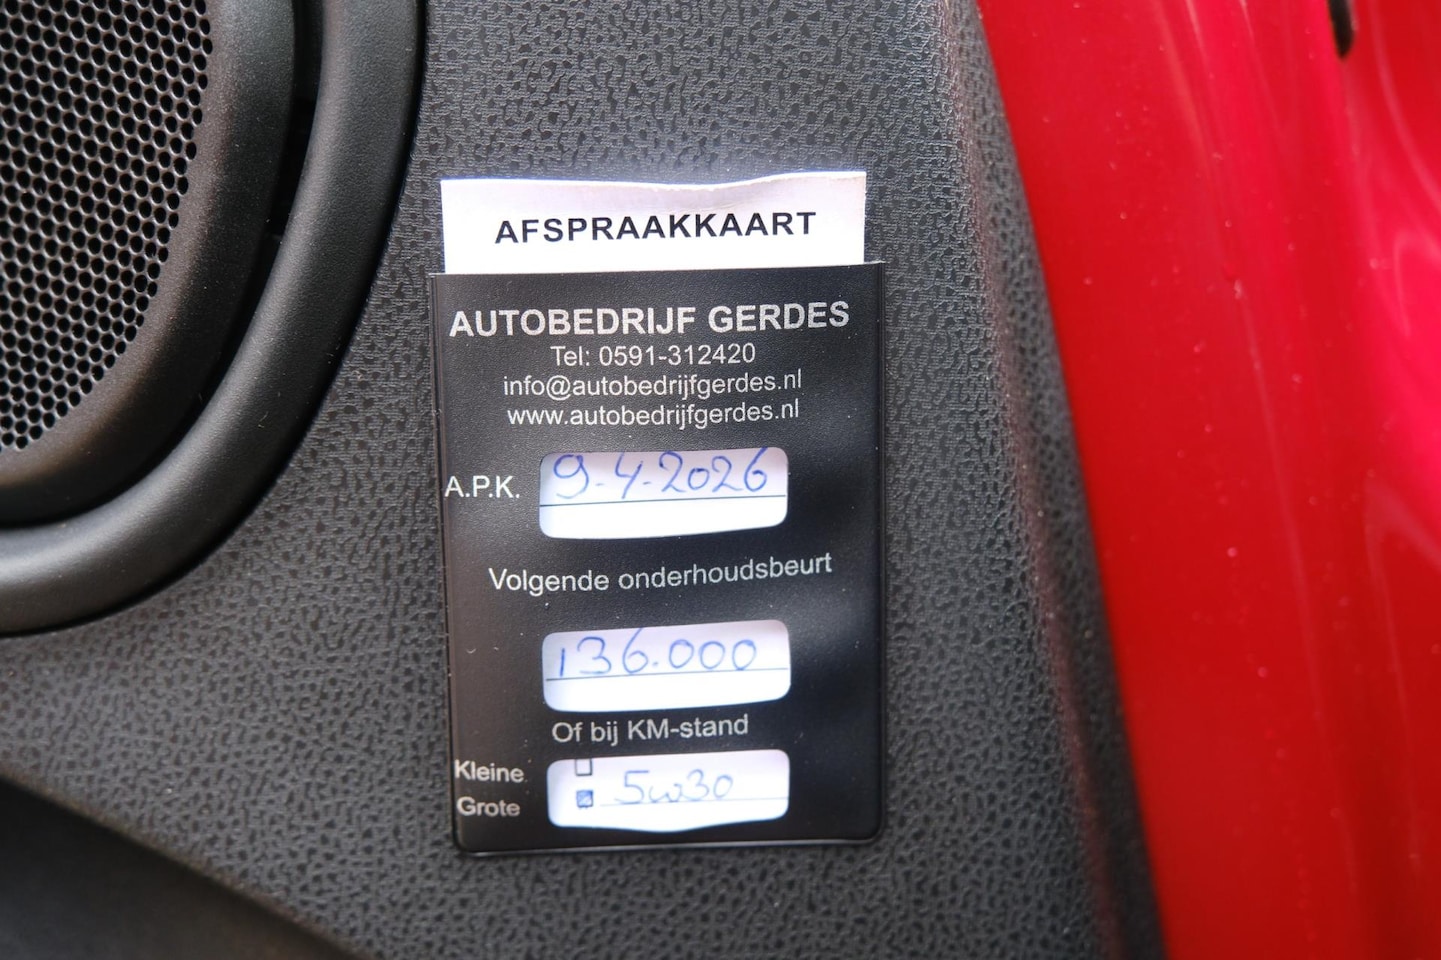 AFSPRAAKKAART
AUTOBEDRIJF GERDES
Tel: 0591-312420
info@autobedrijfgerdes.nl
www.autobedrijfgerdes.nl
A.P.K. 9-4-2026
Volgende onderhoudsbeurt
136.000
Of bij KM-stand
Kleine
Grote 5w30